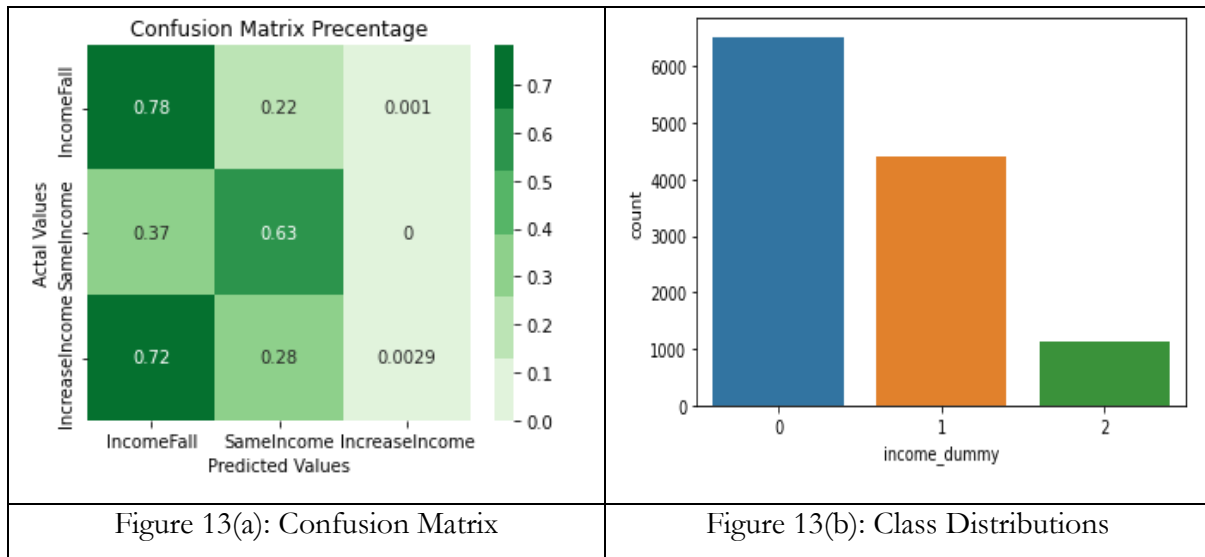 Confusion Matrix Precentage
Actal Values
IncomeFall
SameIncome
IncreaseIncome
0.78 0.22 0.001
0.37 0.63 0
0.72 0.28 0.0029
IncomeFall SameIncome IncreaseIncome
Predicted Values
0.7
0.6
0.5
0.4
0.3
0.2
0.1
0.0
count
6000
5000
4000
3000
2000
1000
0
0 1 2
income_dummy
Figure 13(a): Confusion Matrix
Figure 13(b): Class Distributions